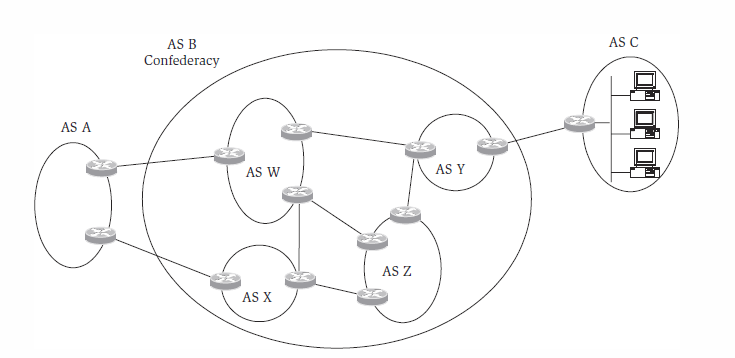 AS B
Confederacy
AS C
AS A
AS W
AS Y
AS Z
AS X